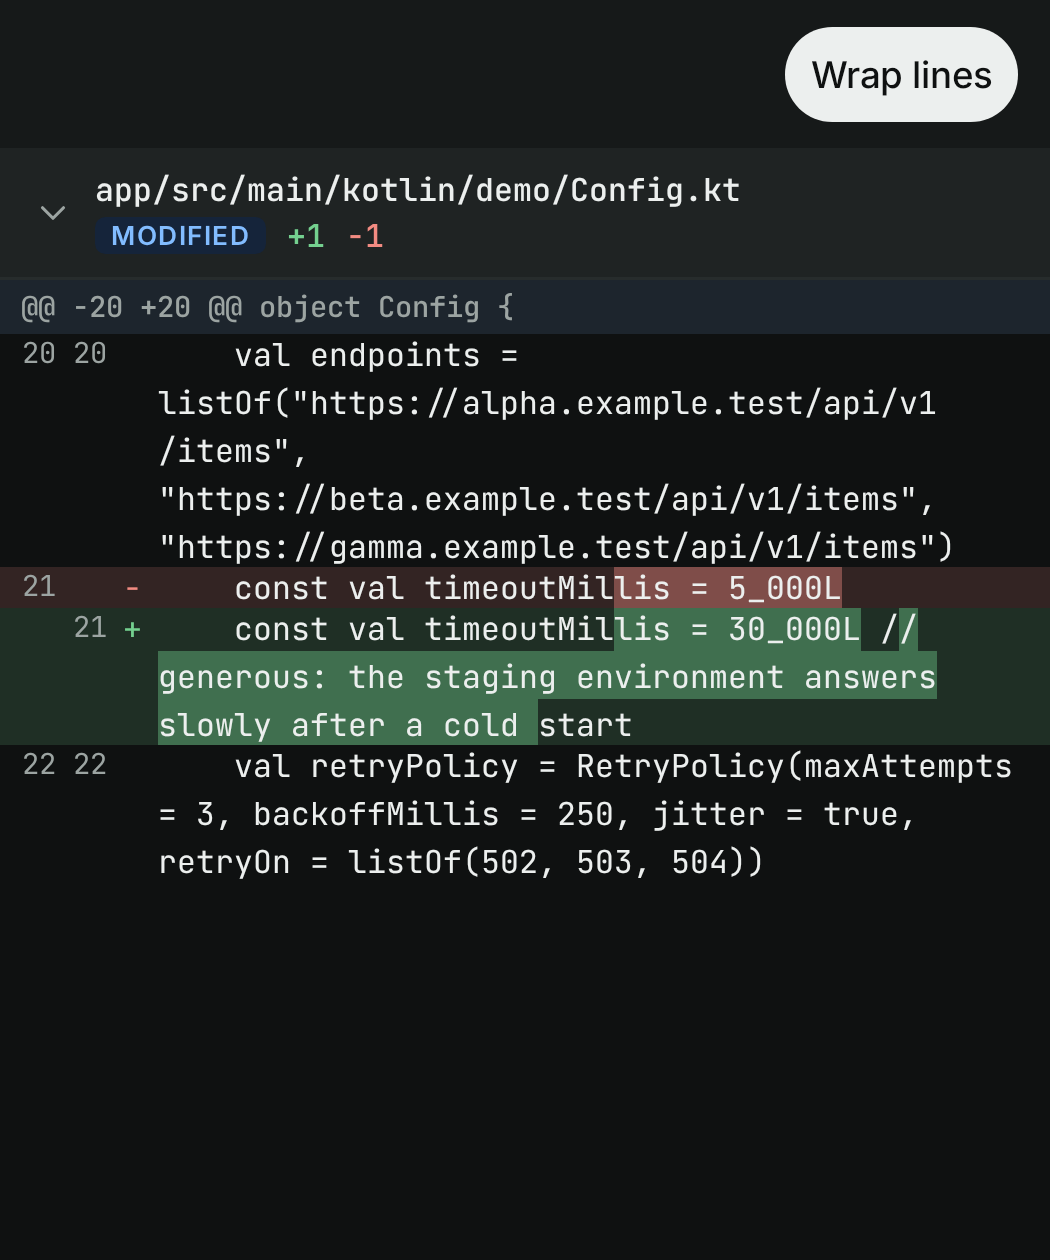 Wrap lines
app/src/main/kotlin/demo/Config.kt
MODIFIED +1 -1
@@ -20 +20 @@ object Config {
20 20     val endpoints =
listOf("https://alpha.example.test/api/v1
/items",
"https://beta.example.test/api/v1/items",
"https://gamma.example.test/api/v1/items")
21 -     const val timeoutMillis = 5_000L
21 +     const val timeoutMillis = 30_000L //
generous: the staging environment answers
slowly after a cold start
22 22     val retryPolicy = RetryPolicy(maxAttempts
= 3, backoffMillis = 250, jitter = true,
retryOn = listOf(502, 503, 504))